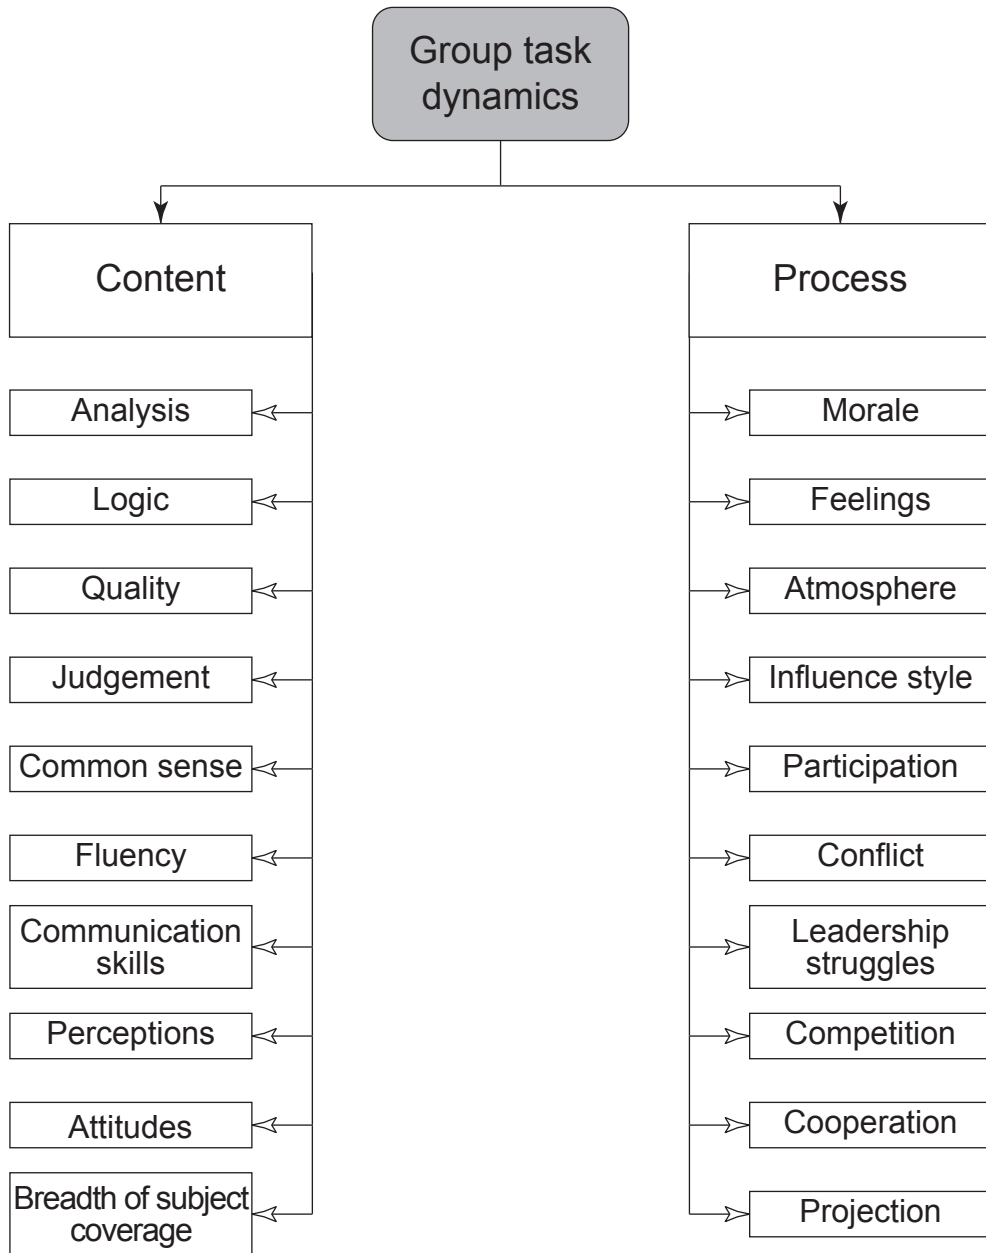 Group task
dynamics
Content
Analysis
Logic
Quality
Judgement
Common sense
Fluency
Communication
skills
Perceptions
Attitudes
Breadth of subject
coverage
Process
Morale
Feelings
Atmosphere
Influence style
Participation
Conflict
Leadership
struggles
Competition
Cooperation
Projection